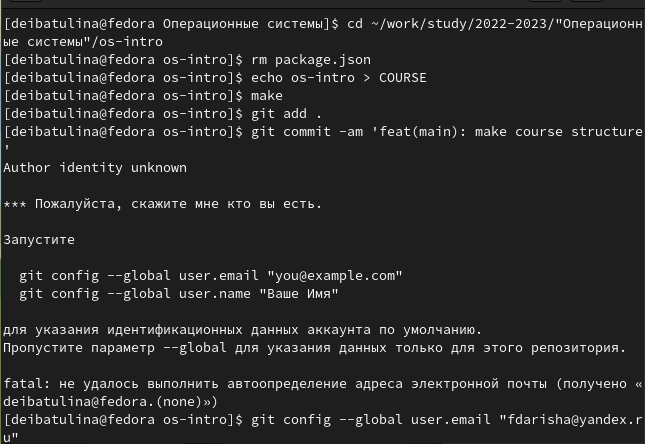 [deibatulina@fedora Операционные системы]$ cd ~/work/study/2022-2023/"Операционн
ые системы"/os-intro
[deibatulina@fedora os-intro]$ rm package.json
[deibatulina@fedora os-intro]$ echo os-intro > COURSE
[deibatulina@fedora os-intro]$ make
[deibatulina@fedora os-intro]$ git add .
[deibatulina@fedora os-intro]$ git commit -am 'feat(main): make course structure
'
Author identity unknown
*** Пожалуйста, скажите мне кто вы есть.
Запустите
git config --global user.email "you@example.com"
git config --global user.name "Ваше Имя"
для указания идентификационных данных аккаунта по умолчанию.
Пропустите параметр --global для указания данных только для этого репозитория.
fatal: не удалось выполнить автоопределение адреса электронной почты (получено «
deibatulina@fedora.(none)»)
[deibatulina@fedora os-intro]$ git config --global user.email "fdarisha@yandex.r
u"